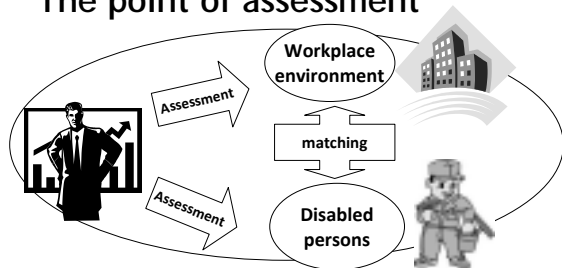 The point of assessment
Workplace
environment
Assessment
matching
Assessment
Disabled
persons